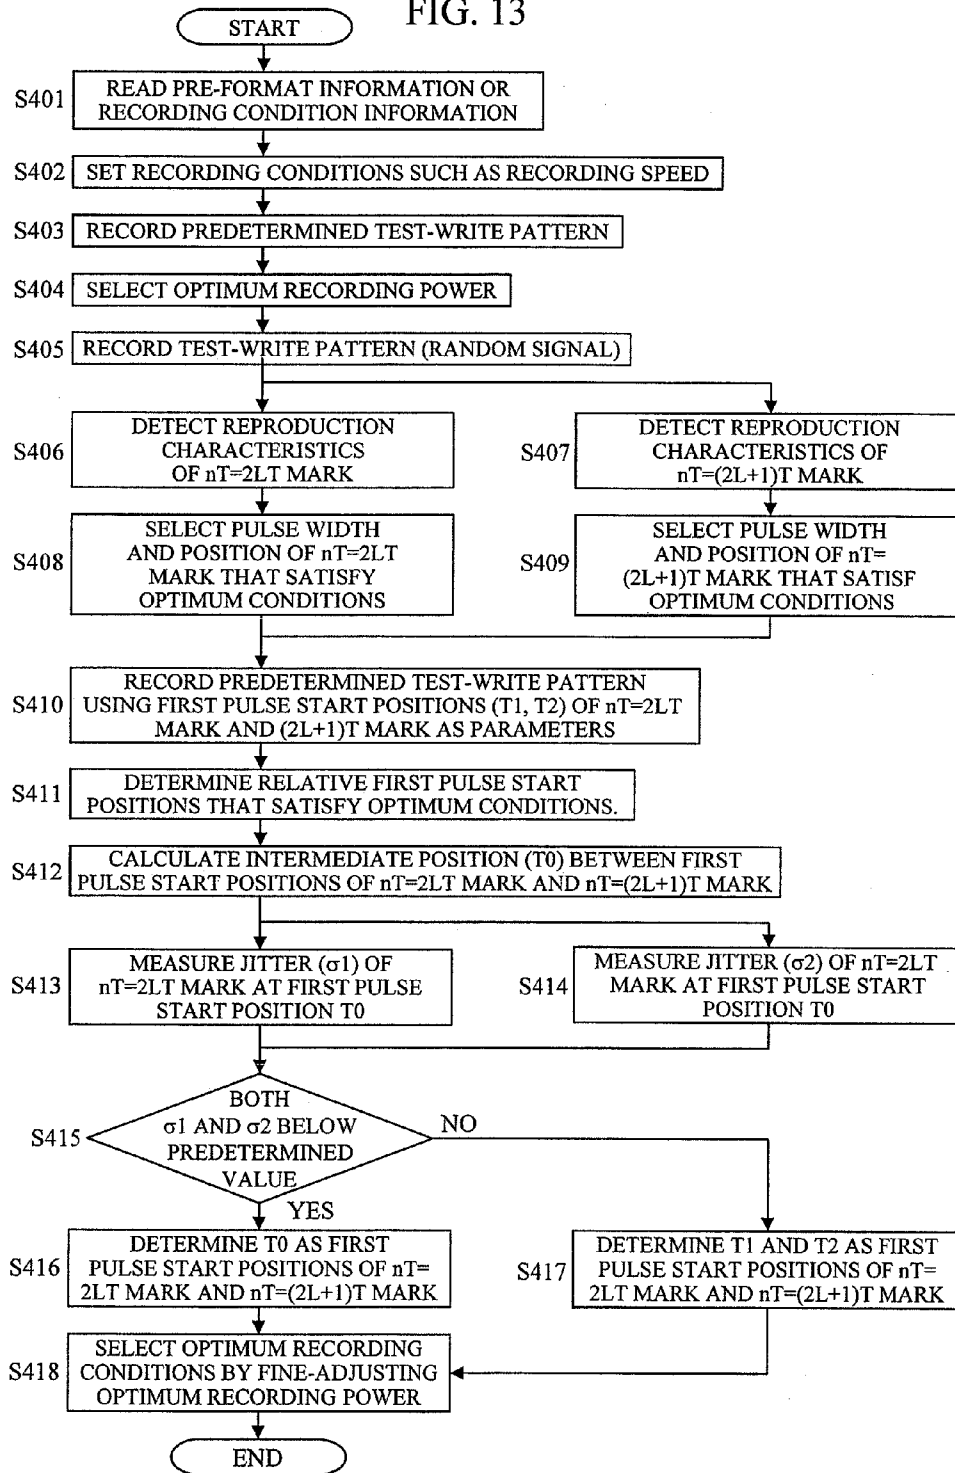 FIG. 13
START
S401
READ PRE-FORMAT INFORMATION OR
RECORDING CONDITION INFORMATION
S402
SET RECORDING CONDITIONS SUCH AS RECORDING SPEED
S403
RECORD PREDETERMINED TEST-WRITE PATTERN
S404
SELECT OPTIMUM RECORDING POWER
S405
RECORD TEST-WRITE PATTERN (RANDOM SIGNAL)
S406
DETECT REPRODUCTION
CHARACTERISTICS
OF nT=2LT MARK
S407
DETECT REPRODUCTION
CHARACTERISTICS OF
nT=(2L+1)T MARK
S408
SELECT PULSE WIDTH
AND POSITION OF nT=2LT
MARK THAT SATISFY
OPTIMUM CONDITIONS
S409
SELECT PULSE WIDTH
AND POSITION OF nT=
(2L+1)T MARK THAT SATISF
OPTIMUM CONDITIONS
S410
RECORD PREDETERMINED TEST-WRITE PATTERN
USING FIRST PULSE START POSITIONS (T1, T2) OF nT=2LT
MARK AND (2L+1)T MARK AS PARAMETERS
S411
DETERMINE RELATIVE FIRST PULSE START
POSITIONS THAT SATISFY OPTIMUM CONDITIONS.
S412
CALCULATE INTERMEDIATE POSITION (T0) BETWEEN FIRST
PULSE START POSITIONS OF nT=2LT MARK AND nT=(2L+1)T MARK
S413
MEASURE JITTER (σ1) OF
nT=2LT MARK AT FIRST PULSE
START POSITION T0
S414
MEASURE JITTER (σ2) OF nT=2LT
MARK AT FIRST PULSE START
POSITION T0
S415
BOTH
σ1 AND σ2 BELOW
PREDETERMINED
VALUE
NO
YES
S416
DETERMINE T0 AS FIRST
PULSE START POSITIONS OF nT=
2LT MARK AND nT=(2L+1)T MARK
S417
DETERMINE T1 AND T2 AS FIRST
PULSE START POSITIONS OF nT=
2LT MARK AND nT=(2L+1)T MARK
S418
SELECT OPTIMUM RECORDING
CONDITIONS BY FINE-ADJUSTING
OPTIMUM RECORDING POWER
END